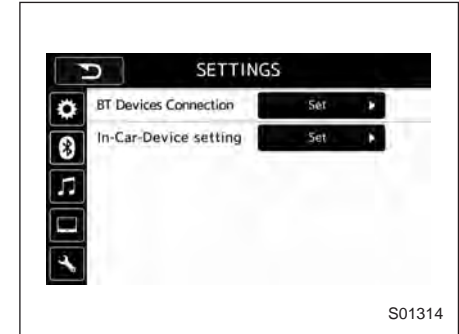 SETTINGS
BT Devices Connection
Set
In-Car-Device setting
Set
S01314